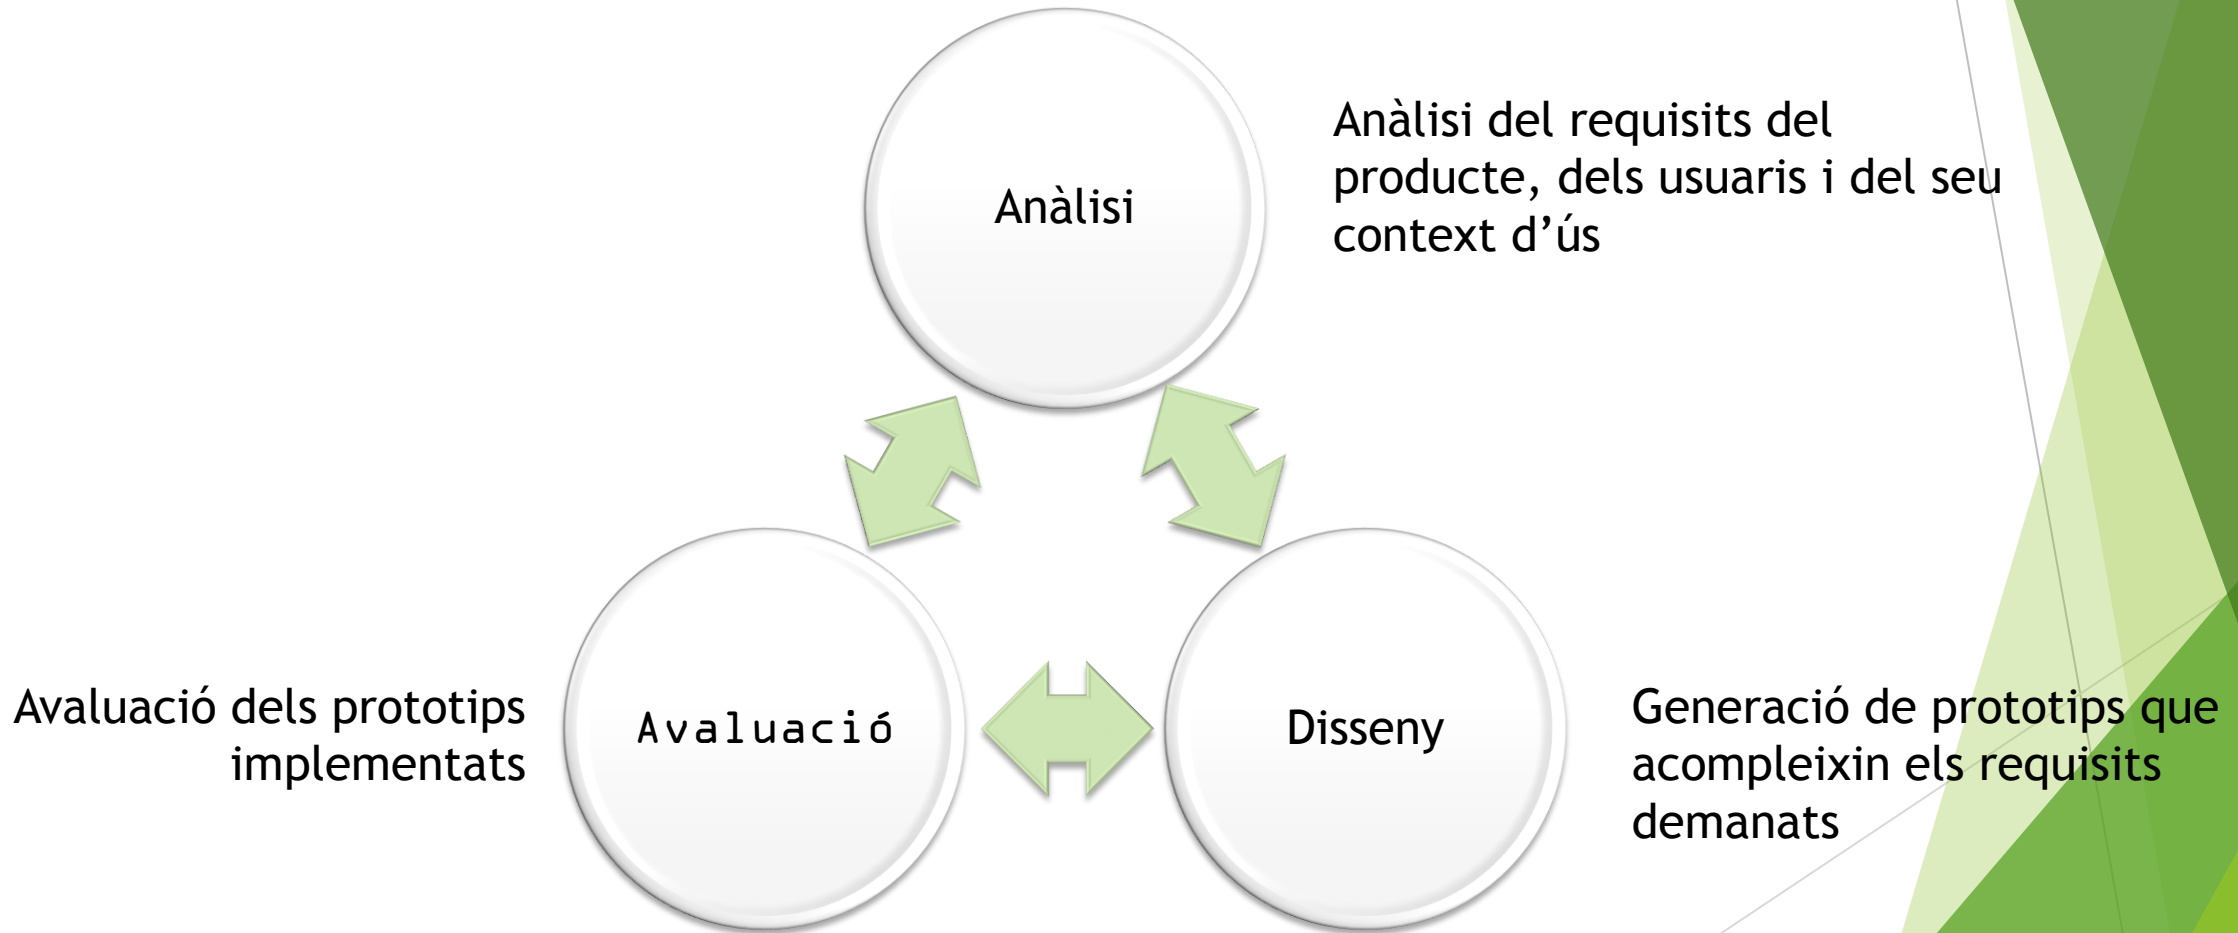 Anàlisi
Anàlisi del requisits del
producte, dels usuaris i del seu
context d’ús
Avaluació dels prototips
implementats
Avaluació
Disseny
Generació de prototips que
acompleixin els requisits
demanats